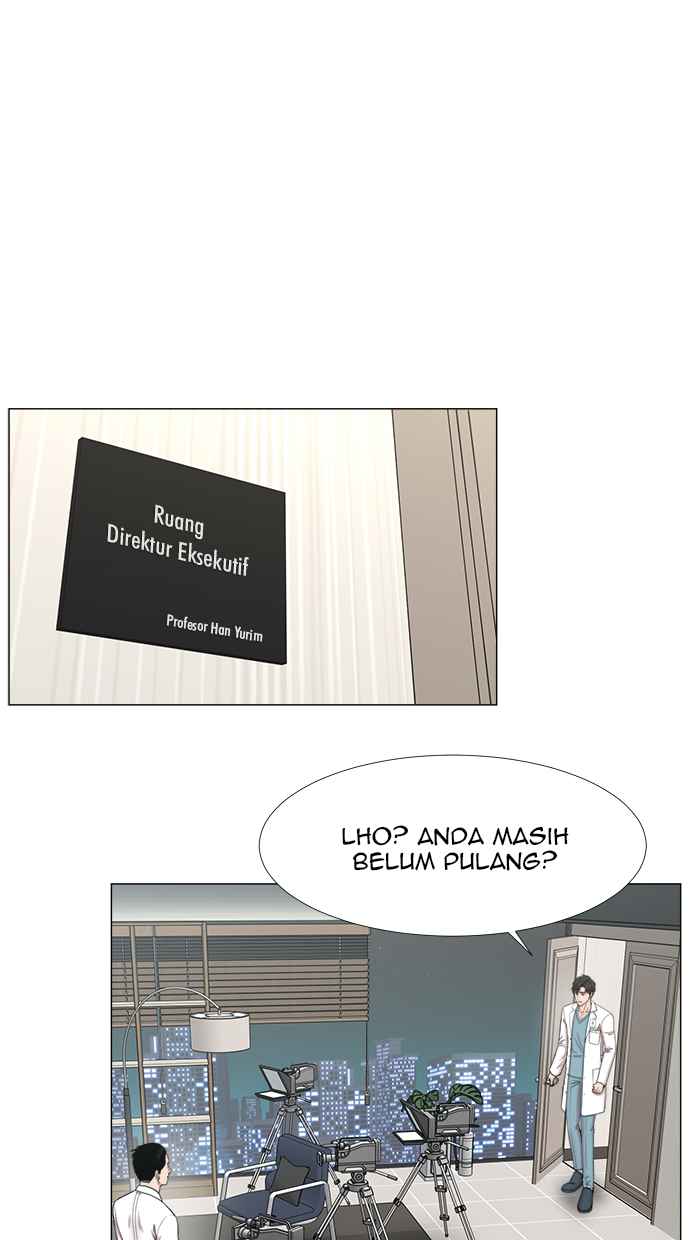 Ruang
Direktur Eksekutif
Profesor Han Yurim
LHO? ANDA MASIH
BELUM PULANG?